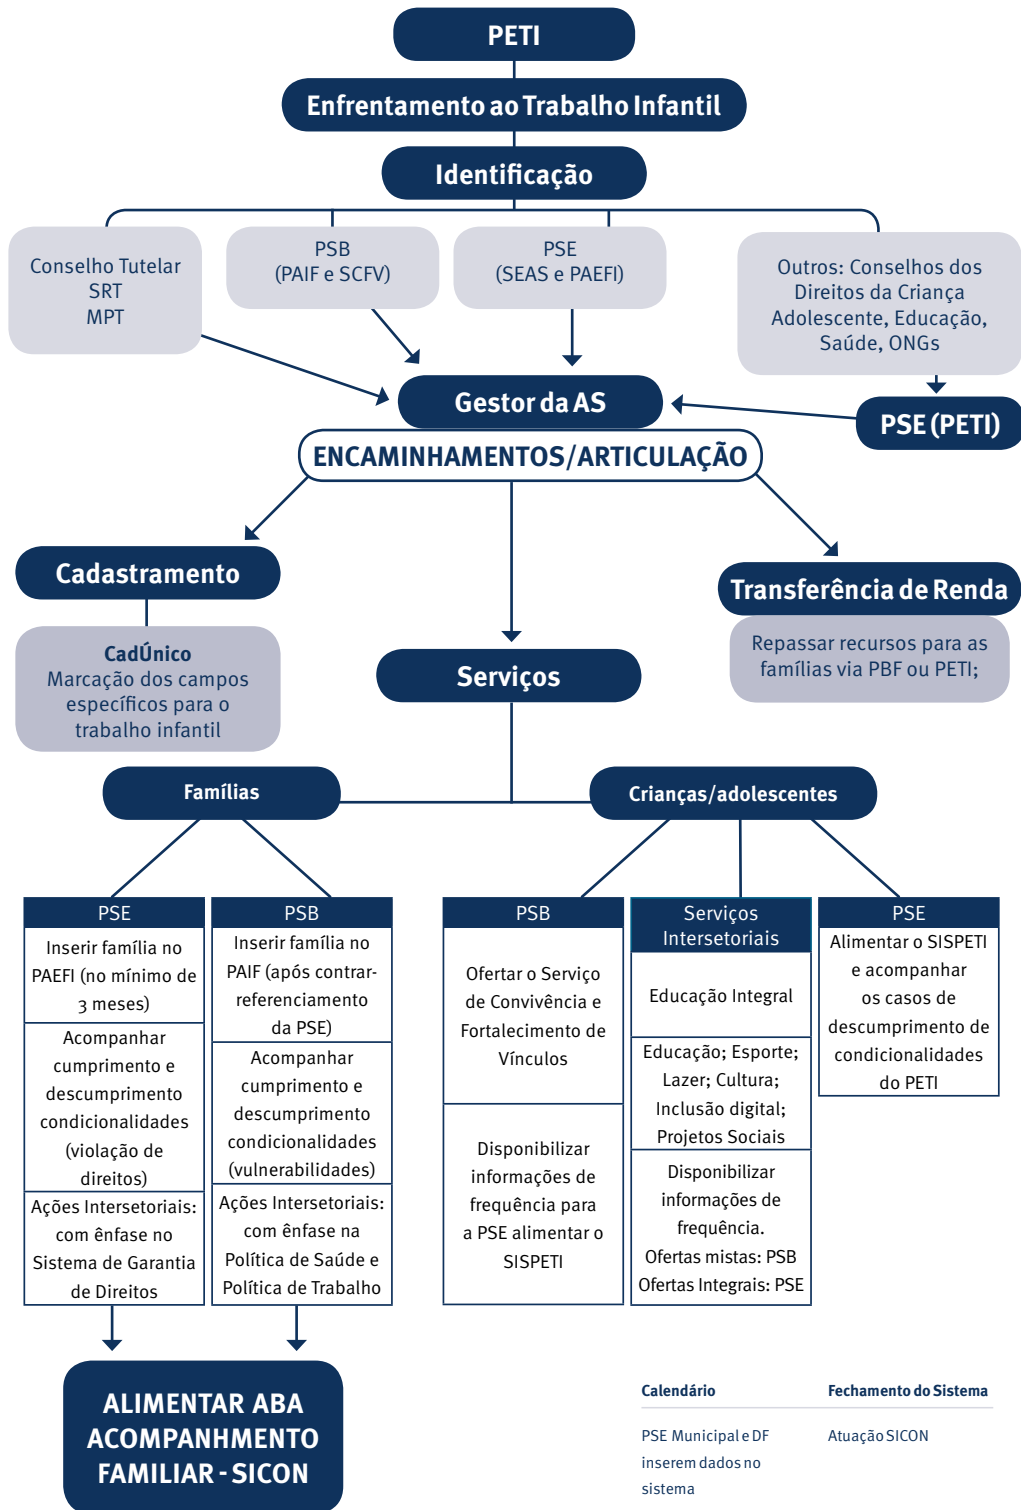 PETI
Enfrentamento ao Trabalho Infantil
Identificação
Conselho Tutelar
SRT
MPT
PSB
(PAIF e SCFV)
PSE
(SEAS e PAEFI)
Outros: Conselhos dos
Direitos da Criança
Adolescente, Educação,
Saúde, ONGs
Gestor da AS
PSE (PETI)
ENCAMINHAMENTOS/ARTICULAÇÃO
Cadastramento
CadÚnico
Marcação dos campos
específicos para o
trabalho infantil
Serviços
Transferência de Renda
Repassar recursos para as
famílias via PBF ou PETI;
Famílias
Crianças/adolescentes
PSE
Inserir família no
PAEFI (no mínimo de
3 meses)
Acompanhar
cumprimento e
descumprimento
condicionalidades
(violação de
direitos)
Ações Intersetoriais:
com ênfase no
Sistema de Garantia
de Direitos
PSB
Inserir família no
PAIF (após contrar-
referenciamento
da PSE)
Acompanhar
cumprimento e
descumprimento
condicionalidades
(vulnerabilidades)
Ações Intersetoriais:
com ênfase na
Política de Saúde e
Política de Trabalho
PSB
Ofertar o Serviço
de Convivência e
Fortalecimento de
Vínculos
Disponibilizar
informações de
frequência para
a PSE alimentar o
SISPETI
Serviços
Intersetoriais
Educação Integral
Educação; Esporte;
Lazer; Cultura;
Inclusão digital;
Projetos Sociais
Disponibilizar
informações de
frequência.
Ofertas mistas: PSB
Ofertas Integrais: PSE
PSE
Alimentar o SISPETI
e acompanhar
os casos de
descumprimento de
condicionalidades
do PETI
ALIMENTAR ABA
ACOMPANHMENTO
FAMILIAR - SICON
Calendário
Fechamento do Sistema
PSE Municipal e DF
inserem dados no
sistema
Atuação SICON